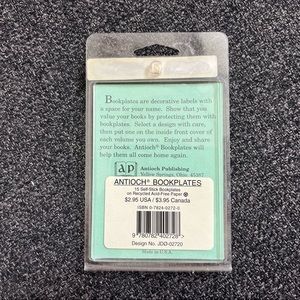 Bookplates are decorative labels with
a space for your name. Show that you
value your books by protecting them with
bookplates. Select a design with care,
then put one on the inside front cover of
each volume you own. Enjoy and share
your books. Antioch® Bookplates will
help them all come home again.
a/p Antioch Publishing
Yellow Springs, Ohio, 45387
ANTIOCH® BOOKPLATES
15 Self-Stick Bookplates
on Recycled Acid-Free Paper
$2.95 USA / $3.95 Canada
ISBN 0-7824-0272-0
9 780782 402728
Design No. JDD-02720
Made in U.S.A.